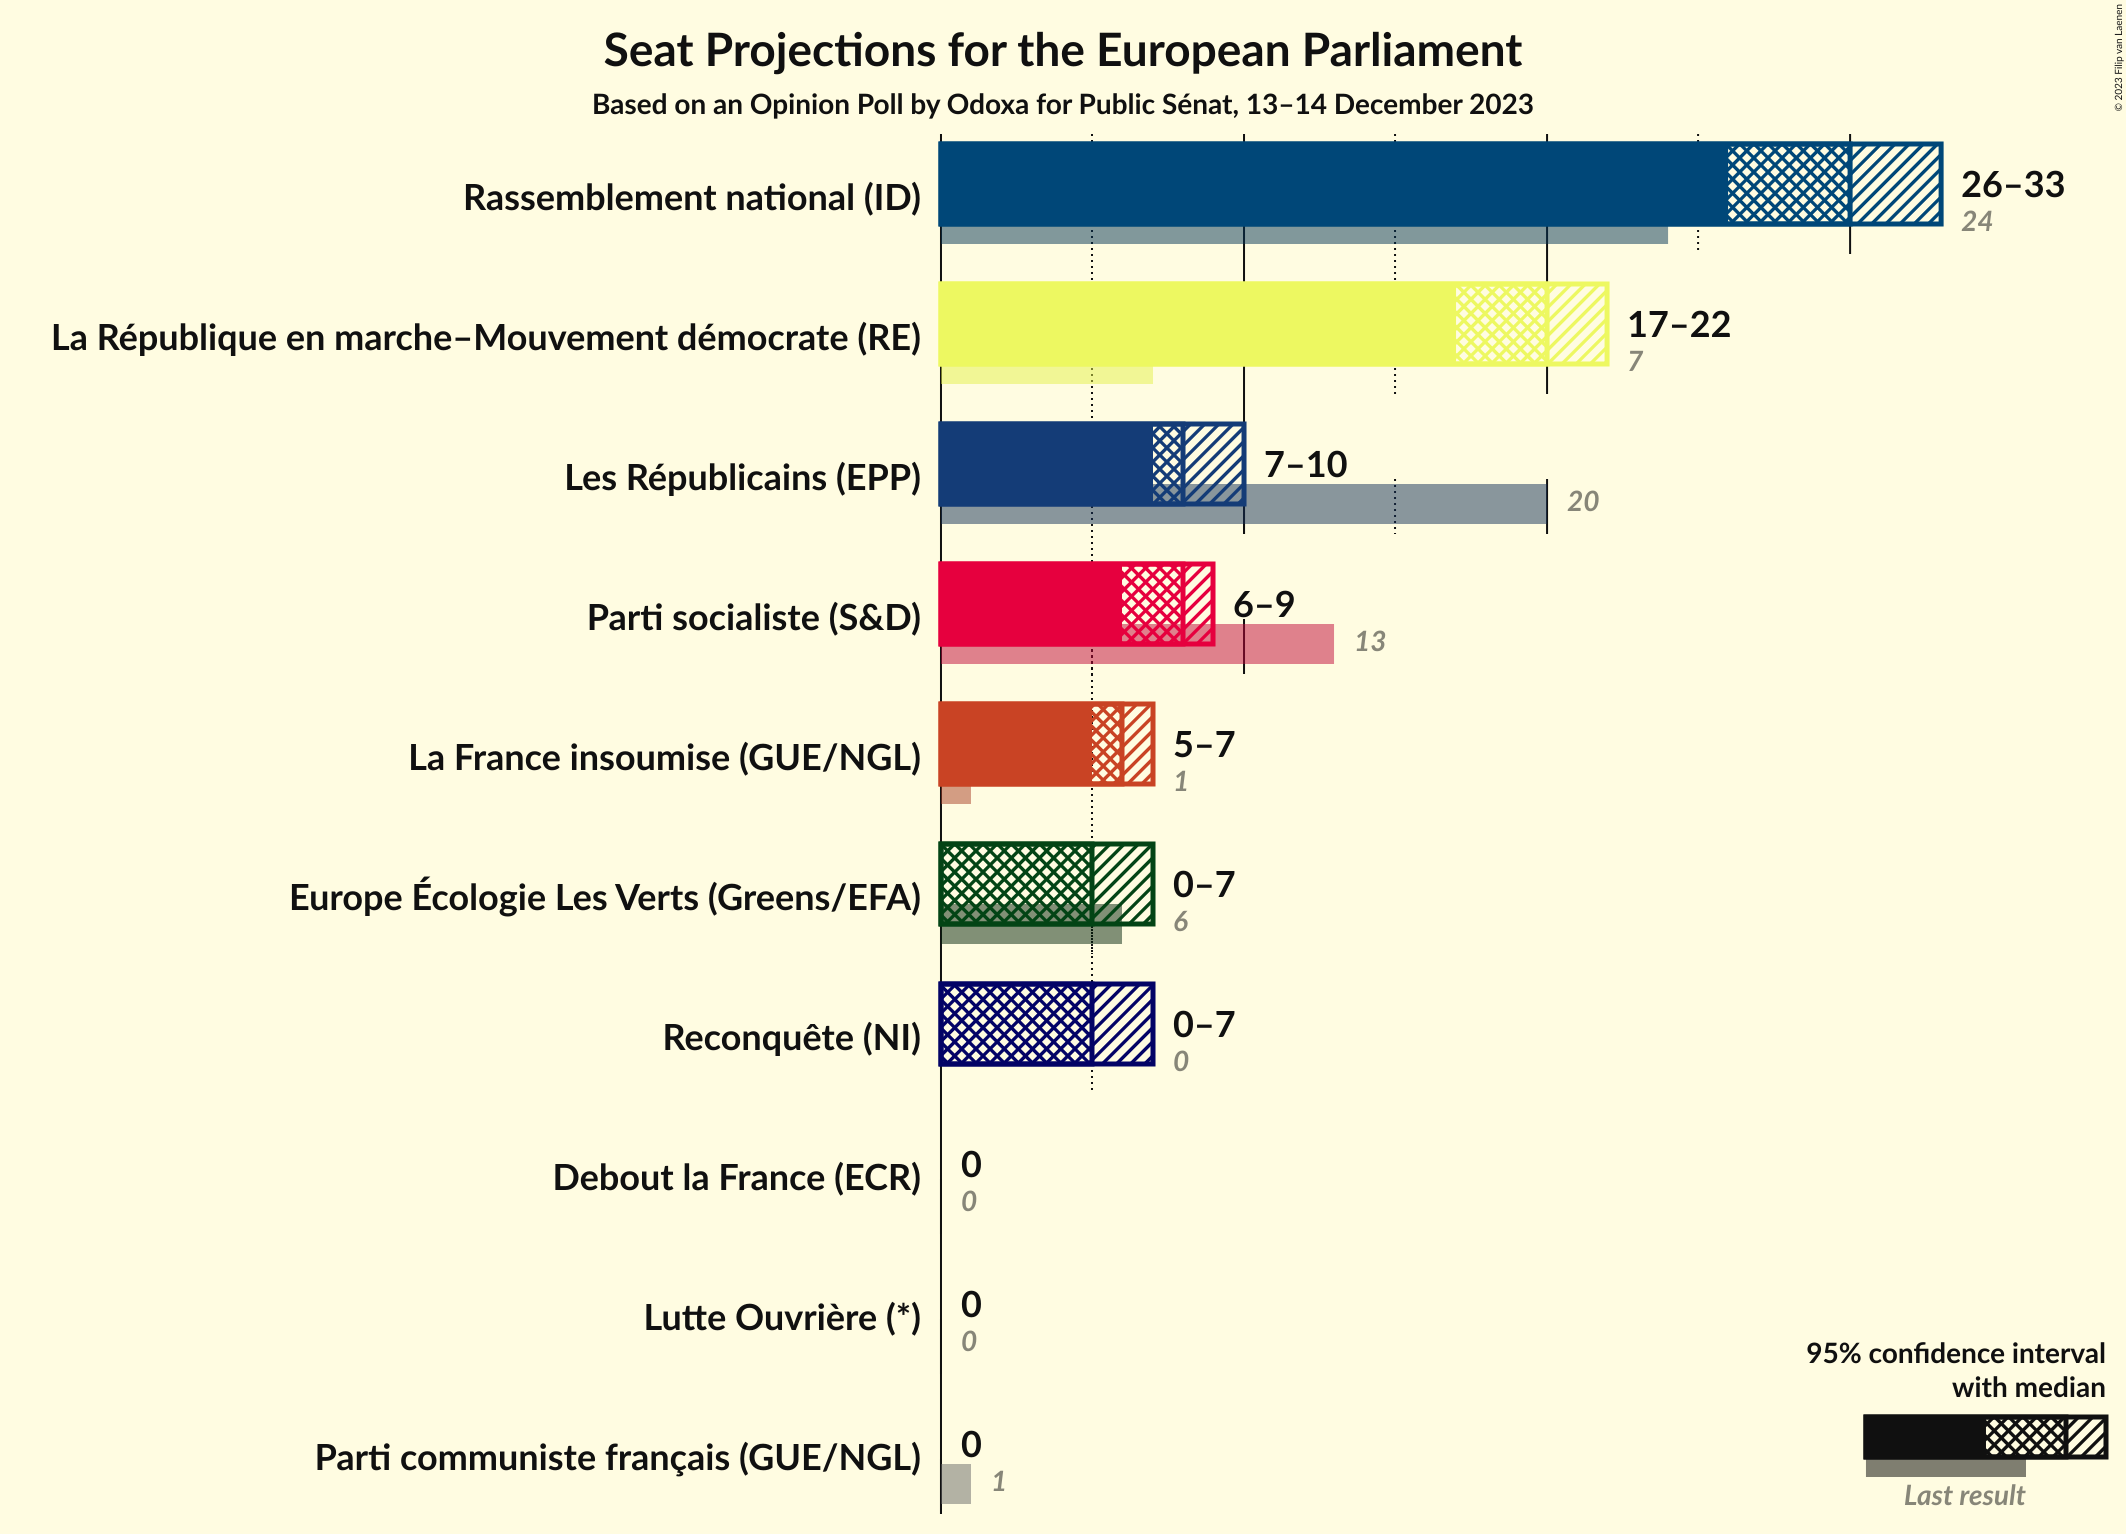 Seat Projections for the European Parliament
Based on an Opinion Poll by Odoxa for Public Sénat, 13–14 December 2023
© 2023 Filip van Laenen
Rassemblement national (ID)
26–33
24
La République en marche–Mouvement démocrate (RE)
17–22
7
Les Républicains (EPP)
7–10
20
Parti socialiste (S&D)
6–9
13
La France insoumise (GUE/NGL)
5–7
1
Europe Écologie Les Verts (Greens/EFA)
0–7
6
Reconquête (NI)
0–7
0
Debout la France (ECR)
0
0
Lutte Ouvrière (*)
0
0
Parti communiste français (GUE/NGL)
0
1
95% confidence interval
with median
Last result